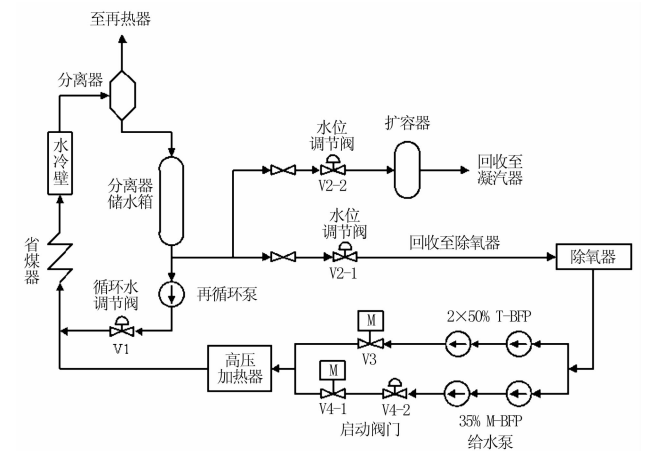 至再热器
分离器
水冷壁
分离器
储水箱
水位
调节阀
V2-2
扩容器
回收至
凝汽器
水位
调节阀
V2-1
回收至除氧器
除氧器
省煤器
循环水
调节阀
V1
再循环泵
高压
加热器
M
V3
2×50% T-BFP
M
V4-1
V4-2
启动阀门
35% M-BFP
给水泵